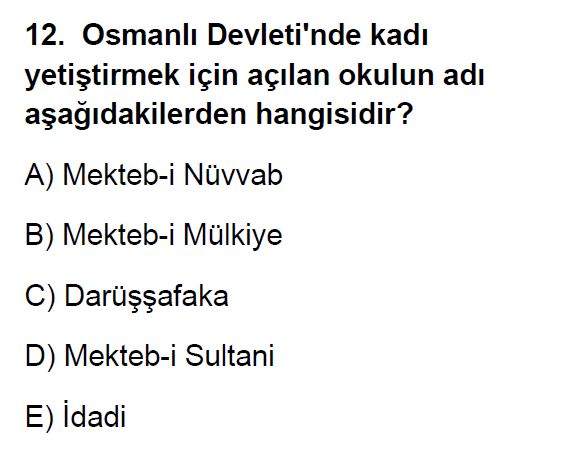 12. Osmanlı Devleti'nde kadı
yetiştirmek için açılan okulun adı
aşağıdakilerden hangisidir?
A) Mekteb-i Nüvvab
B) Mekteb-i Mülkiye
C) Darüşşafaka
D) Mekteb-i Sultani
E) İdadi